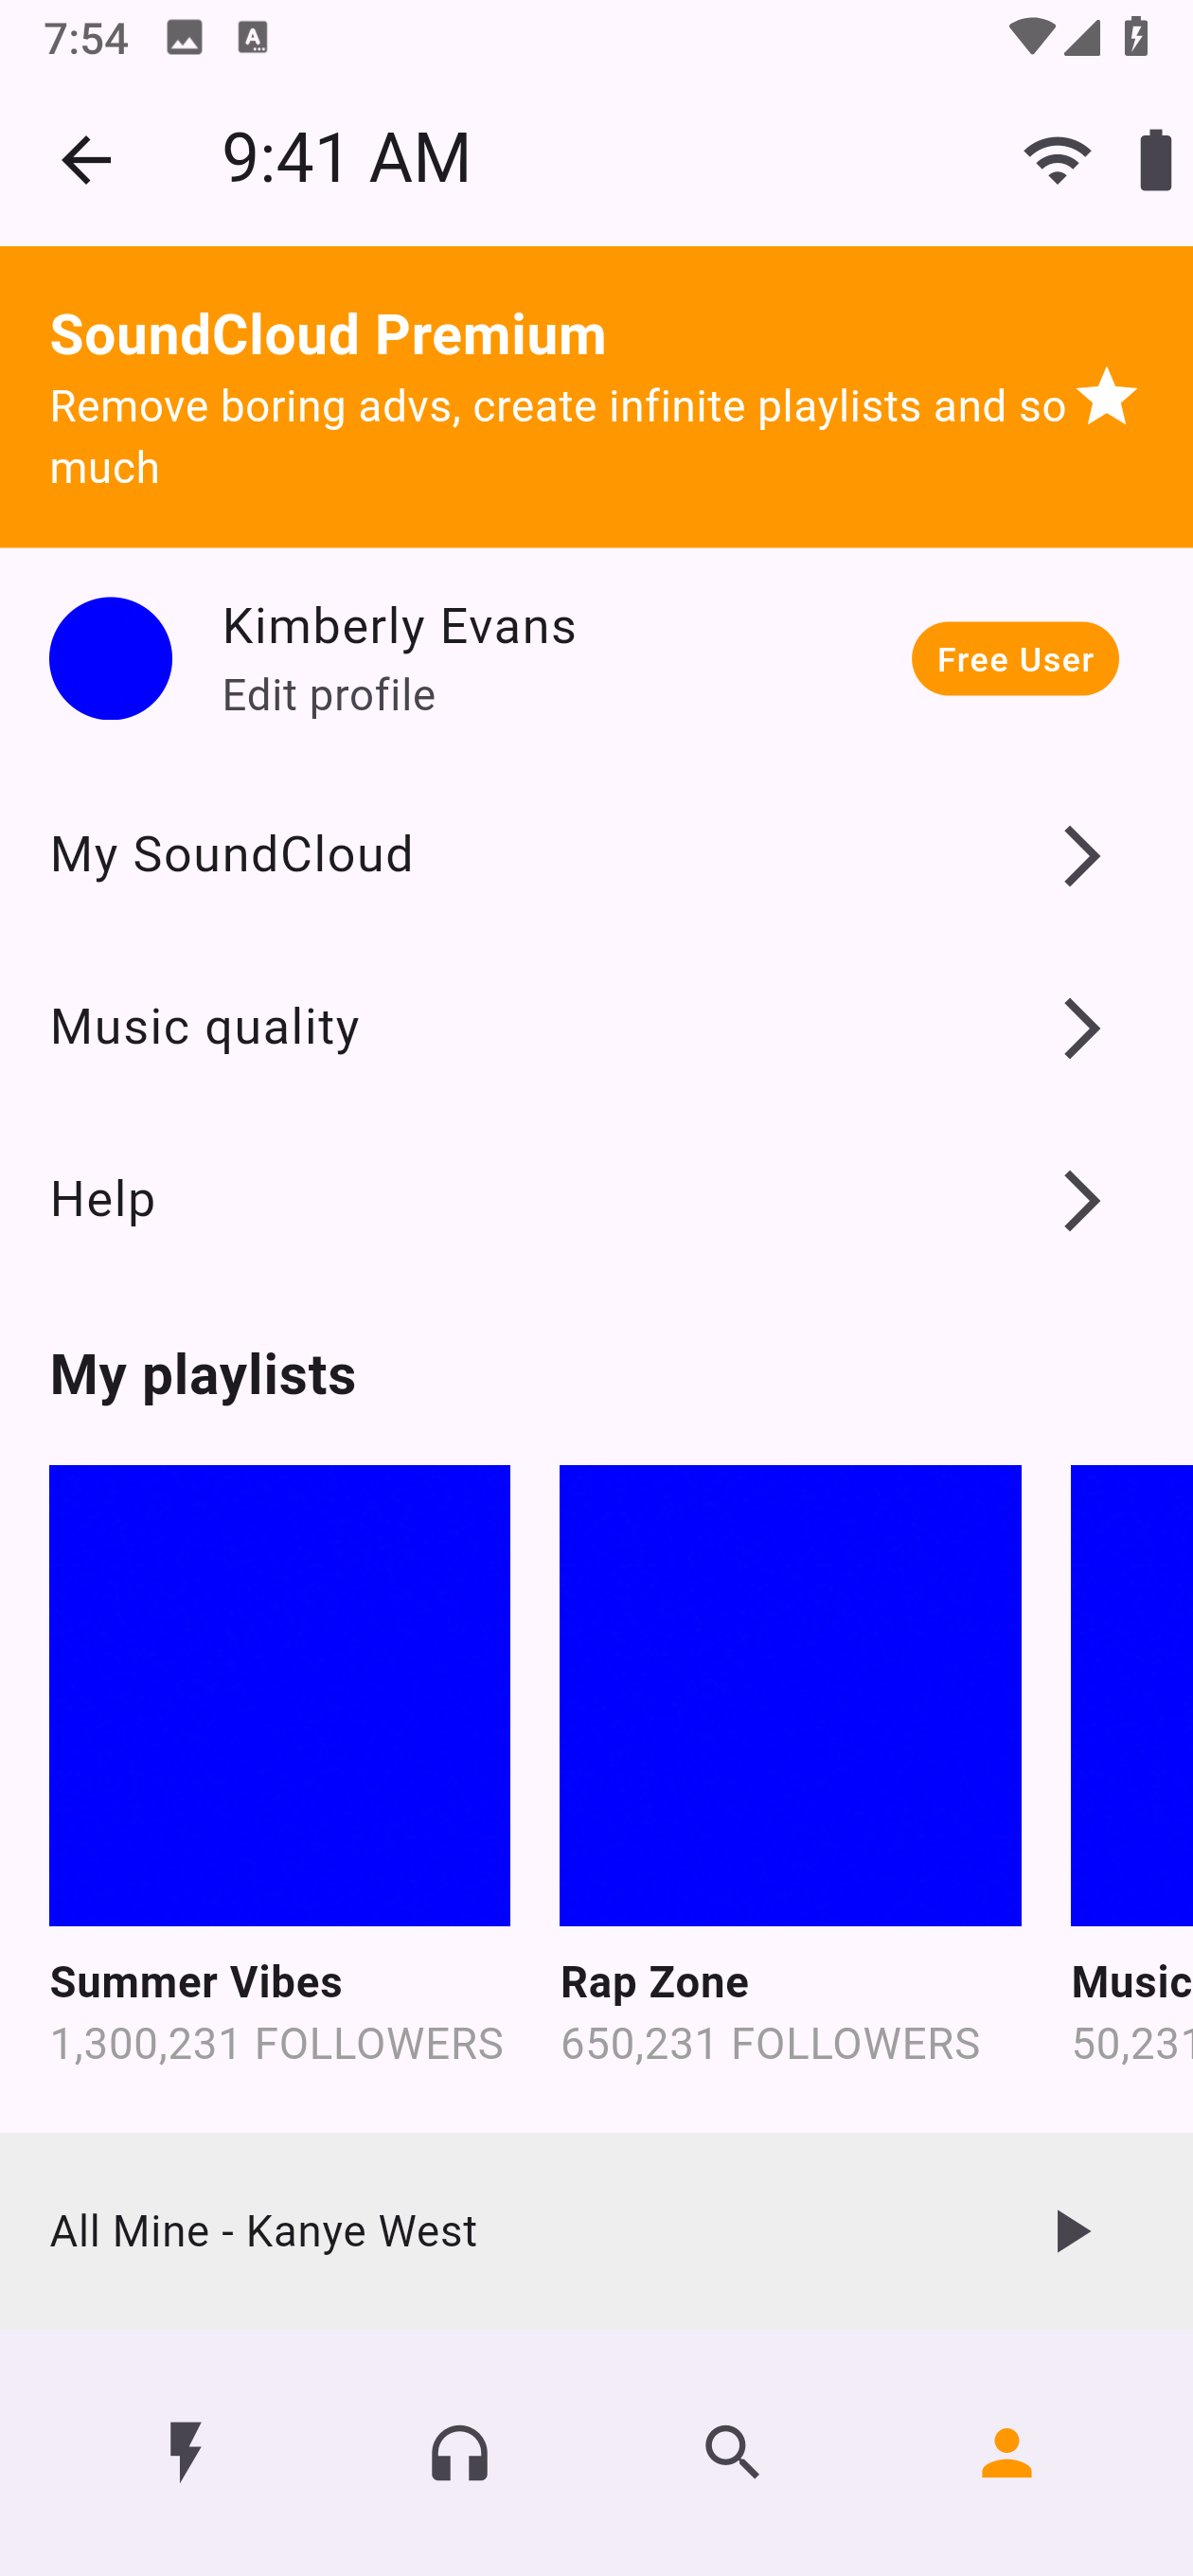 7:54
9:41 AM
SoundCloud Premium
Remove boring advs, create infinite playlists and so
much
Kimberly Evans
Edit profile
Free User
My SoundCloud
Music quality
Help
My playlists
Summer Vibes
1,300,231 FOLLOWERS
Rap Zone
650,231 FOLLOWERS
Music
50,231
All Mine - Kanye West